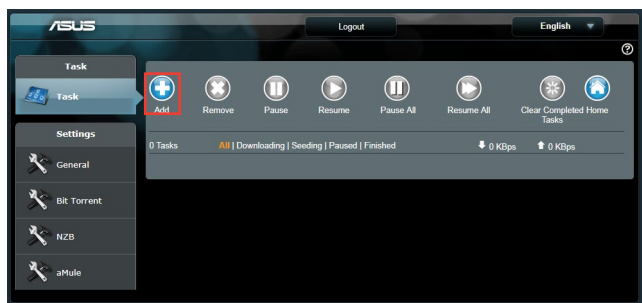 ASUS
Logout
English
Task
Task
Add
Remove
Pause
Resume
Pause All
Resume All
Clear Completed
Tasks
Home
Settings
0 Tasks
All | Downloading | Seeding | Paused | Finished
0 KBps
0 KBps
General
Bit Torrent
NZB
aMule